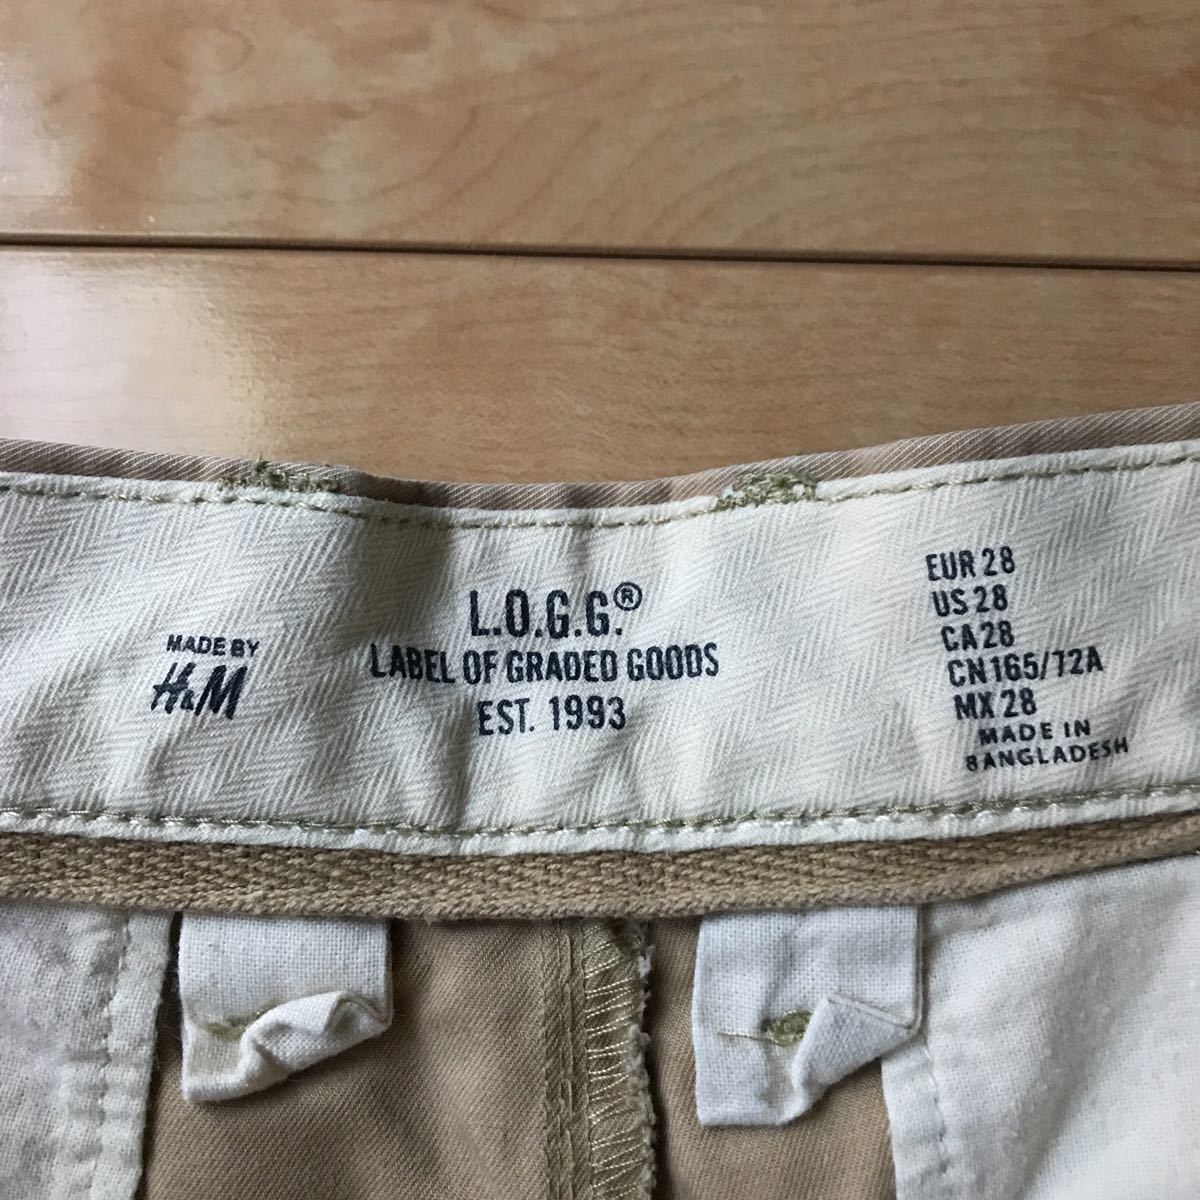 MADE BY
H&M
L.O.G.G.®
LABEL OF GRADED GOODS
EST. 1993
EUR 28
US 28
CA 28
CN 165/72A
MX 28
MADE IN
BANGLADESH